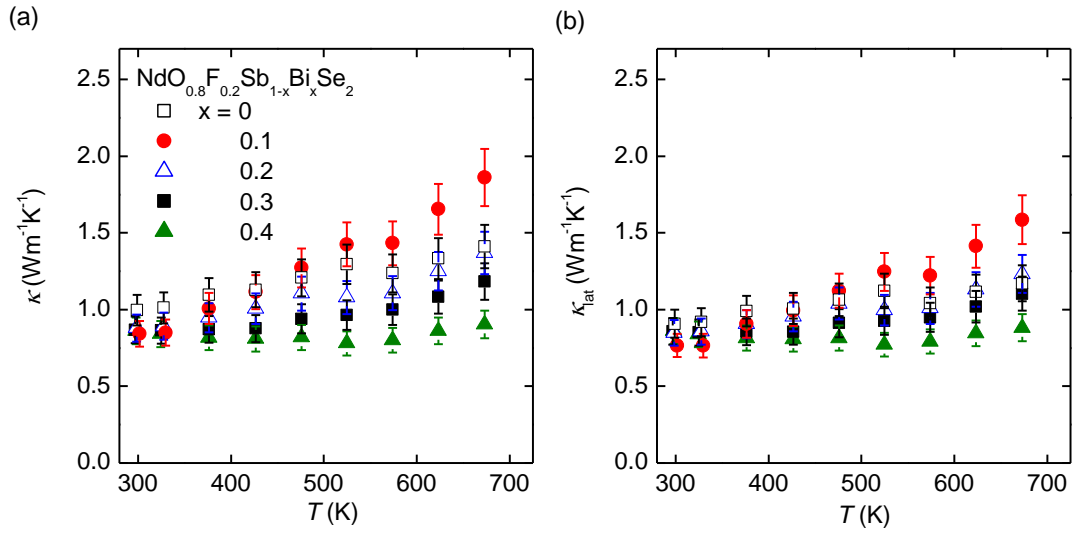 (a)
2.5
2.0
1.5
1.0
0.5
0.0
κ (Wm⁻¹K⁻¹)
NdO₀.₈F₀.₂Sb₁₋ₓBiₓSe₂
x = 0
0.1
0.2
0.3
0.4
300 400 500 600 700
T (K)
(b)
2.5
2.0
1.5
1.0
0.5
0.0
κlat (Wm⁻¹K⁻¹)
300 400 500 600 700
T (K)